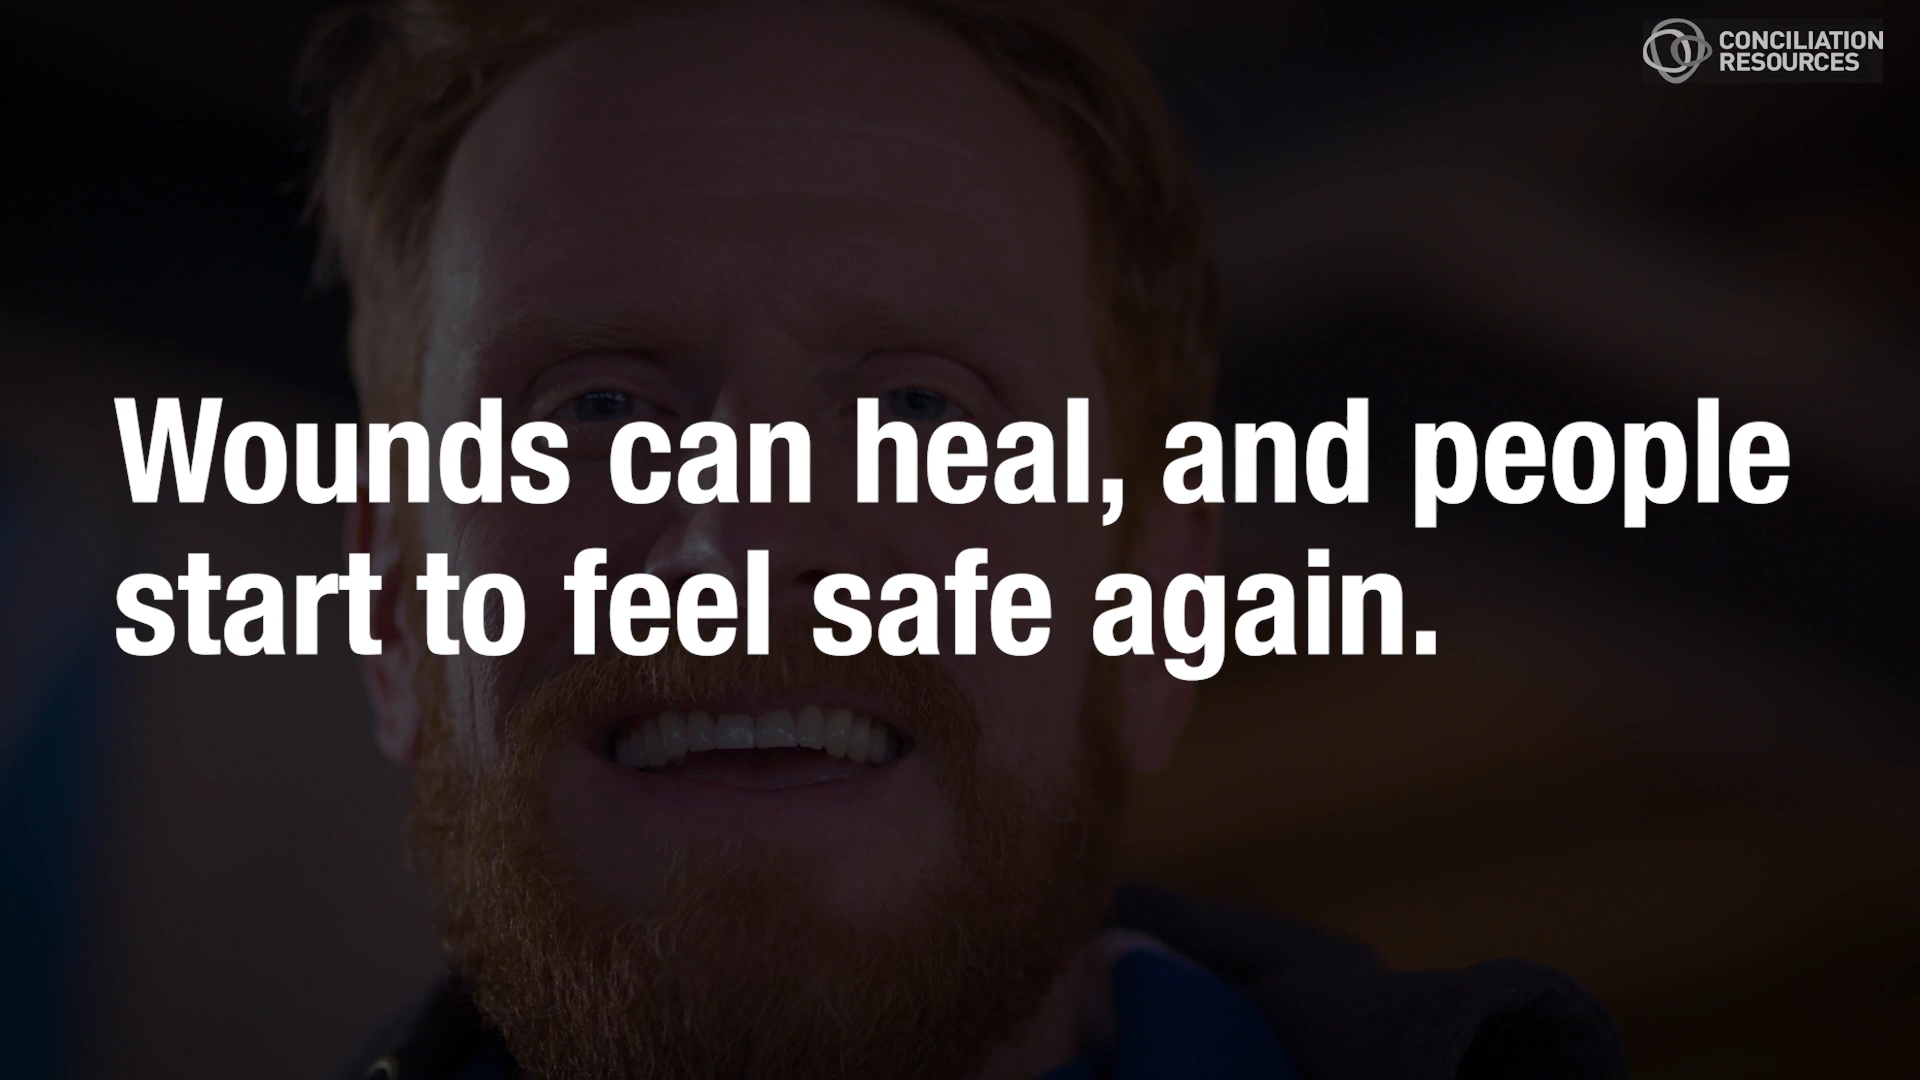 CONCILIATION
RESOURCES
Wounds can heal, and people
start to feel safe again.